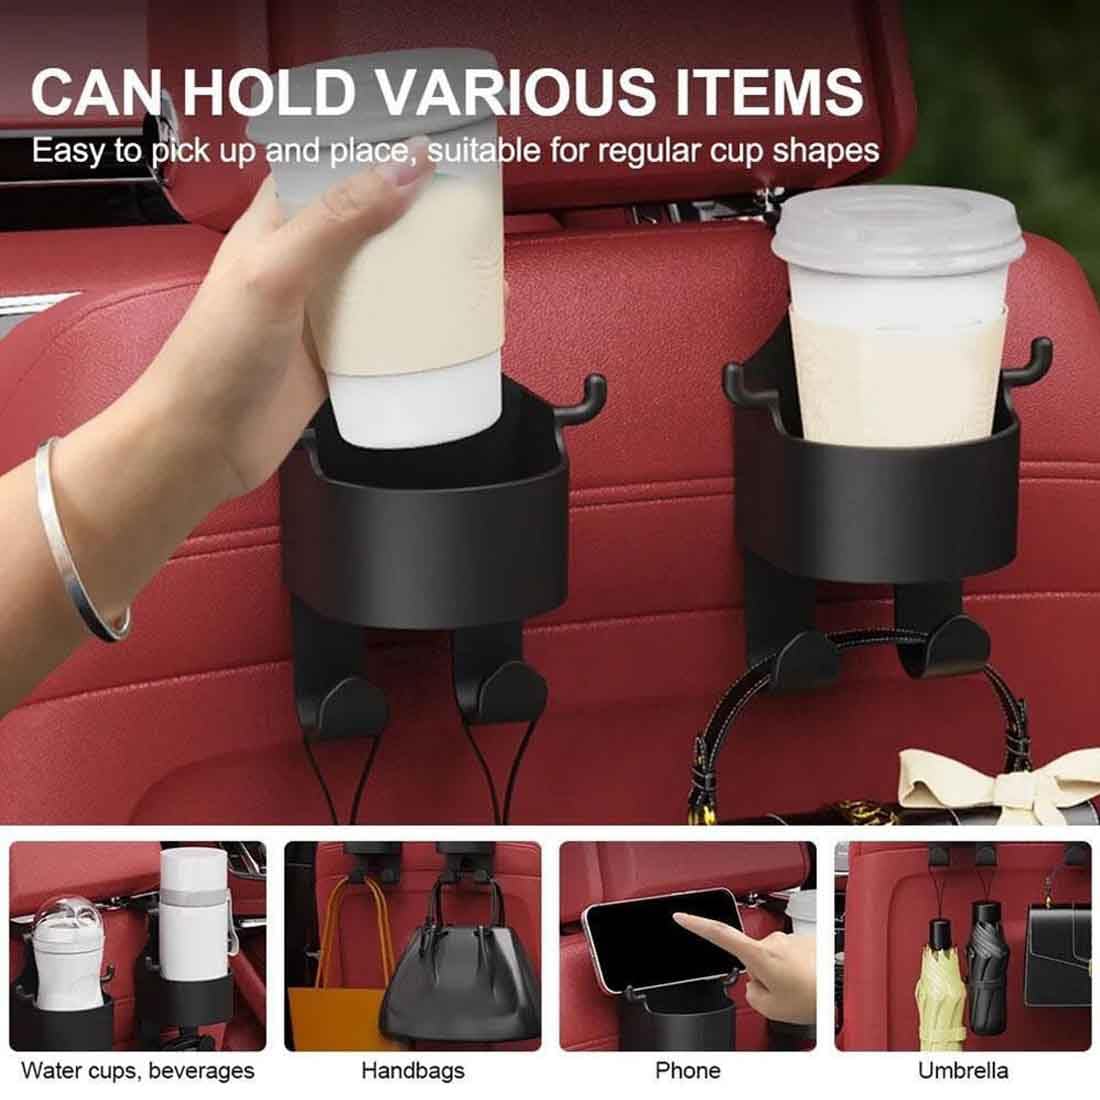 CAN HOLD VARIOUS ITEMS
Easy to pick up and place, suitable for regular cup shapes
Water cups, beverages
Handbags
Phone
Umbrella